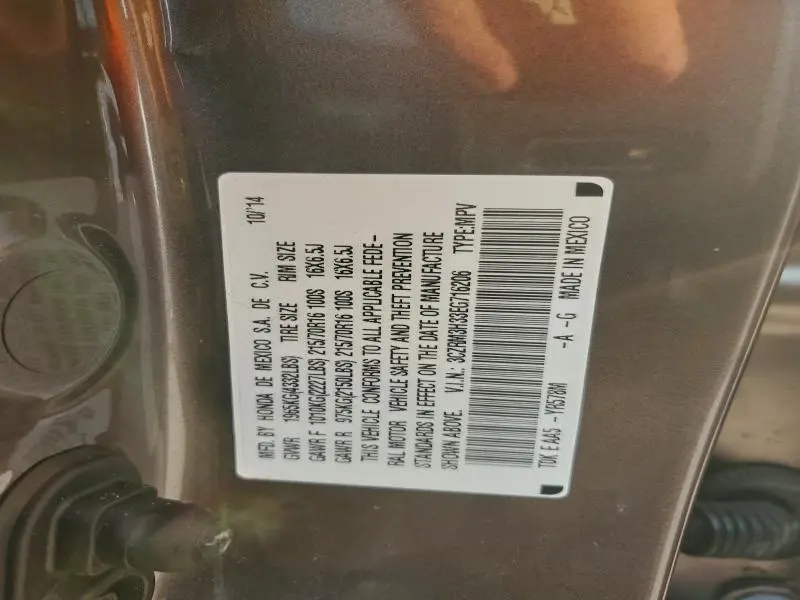 MFD. BY HONDA DE MEXICO S.A. DE C.V. 10/'14
GVWR 1965KG(4332LBS) TIRE SIZE RIM SIZE
GAWR F 1010KG(2227LBS) 215/70R16 100S 16X6.5J
GAWR R 975KG(2150LBS) 215/70R16 100S 16X6.5J
THIS VEHICLE CONFORMS TO ALL APPLICABLE FEDE-
RAL MOTOR VEHICLE SAFETY AND THEFT PREVENTION
STANDARDS IN EFFECT ON THE DATE OF MANUFACTURE
SHOWN ABOVE. V.I.N.: 3CZRM3H33EG716206 TYPE:MPV
TDK E AAA5 -YR578M -A -G MADE IN MEXICO